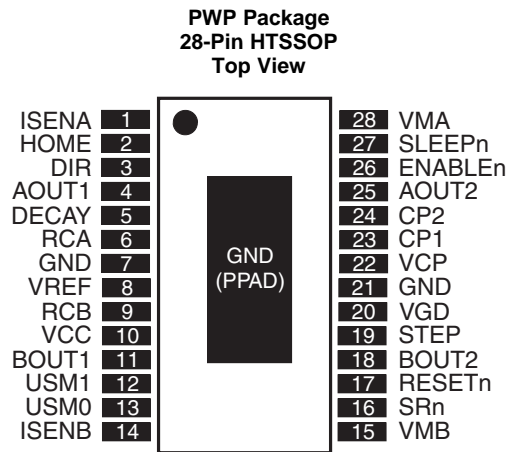 PWP Package
28-Pin HTSSOP
Top View
ISENA 1 28 VMA
HOME 2 27 SLEEPn
DIR 3 26 ENABLEn
AOUT1 4 25 AOUT2
DECAY 5 24 CP2
RCA 6 23 CP1
GND 7 22 VCP
VREF 8 21 GND
RCB 9 20 VGD
VCC 10 19 STEP
BOUT1 11 18 BOUT2
USM1 12 17 RESETn
USM0 13 16 SRn
ISENB 14 15 VMB
GND
(PPAD)